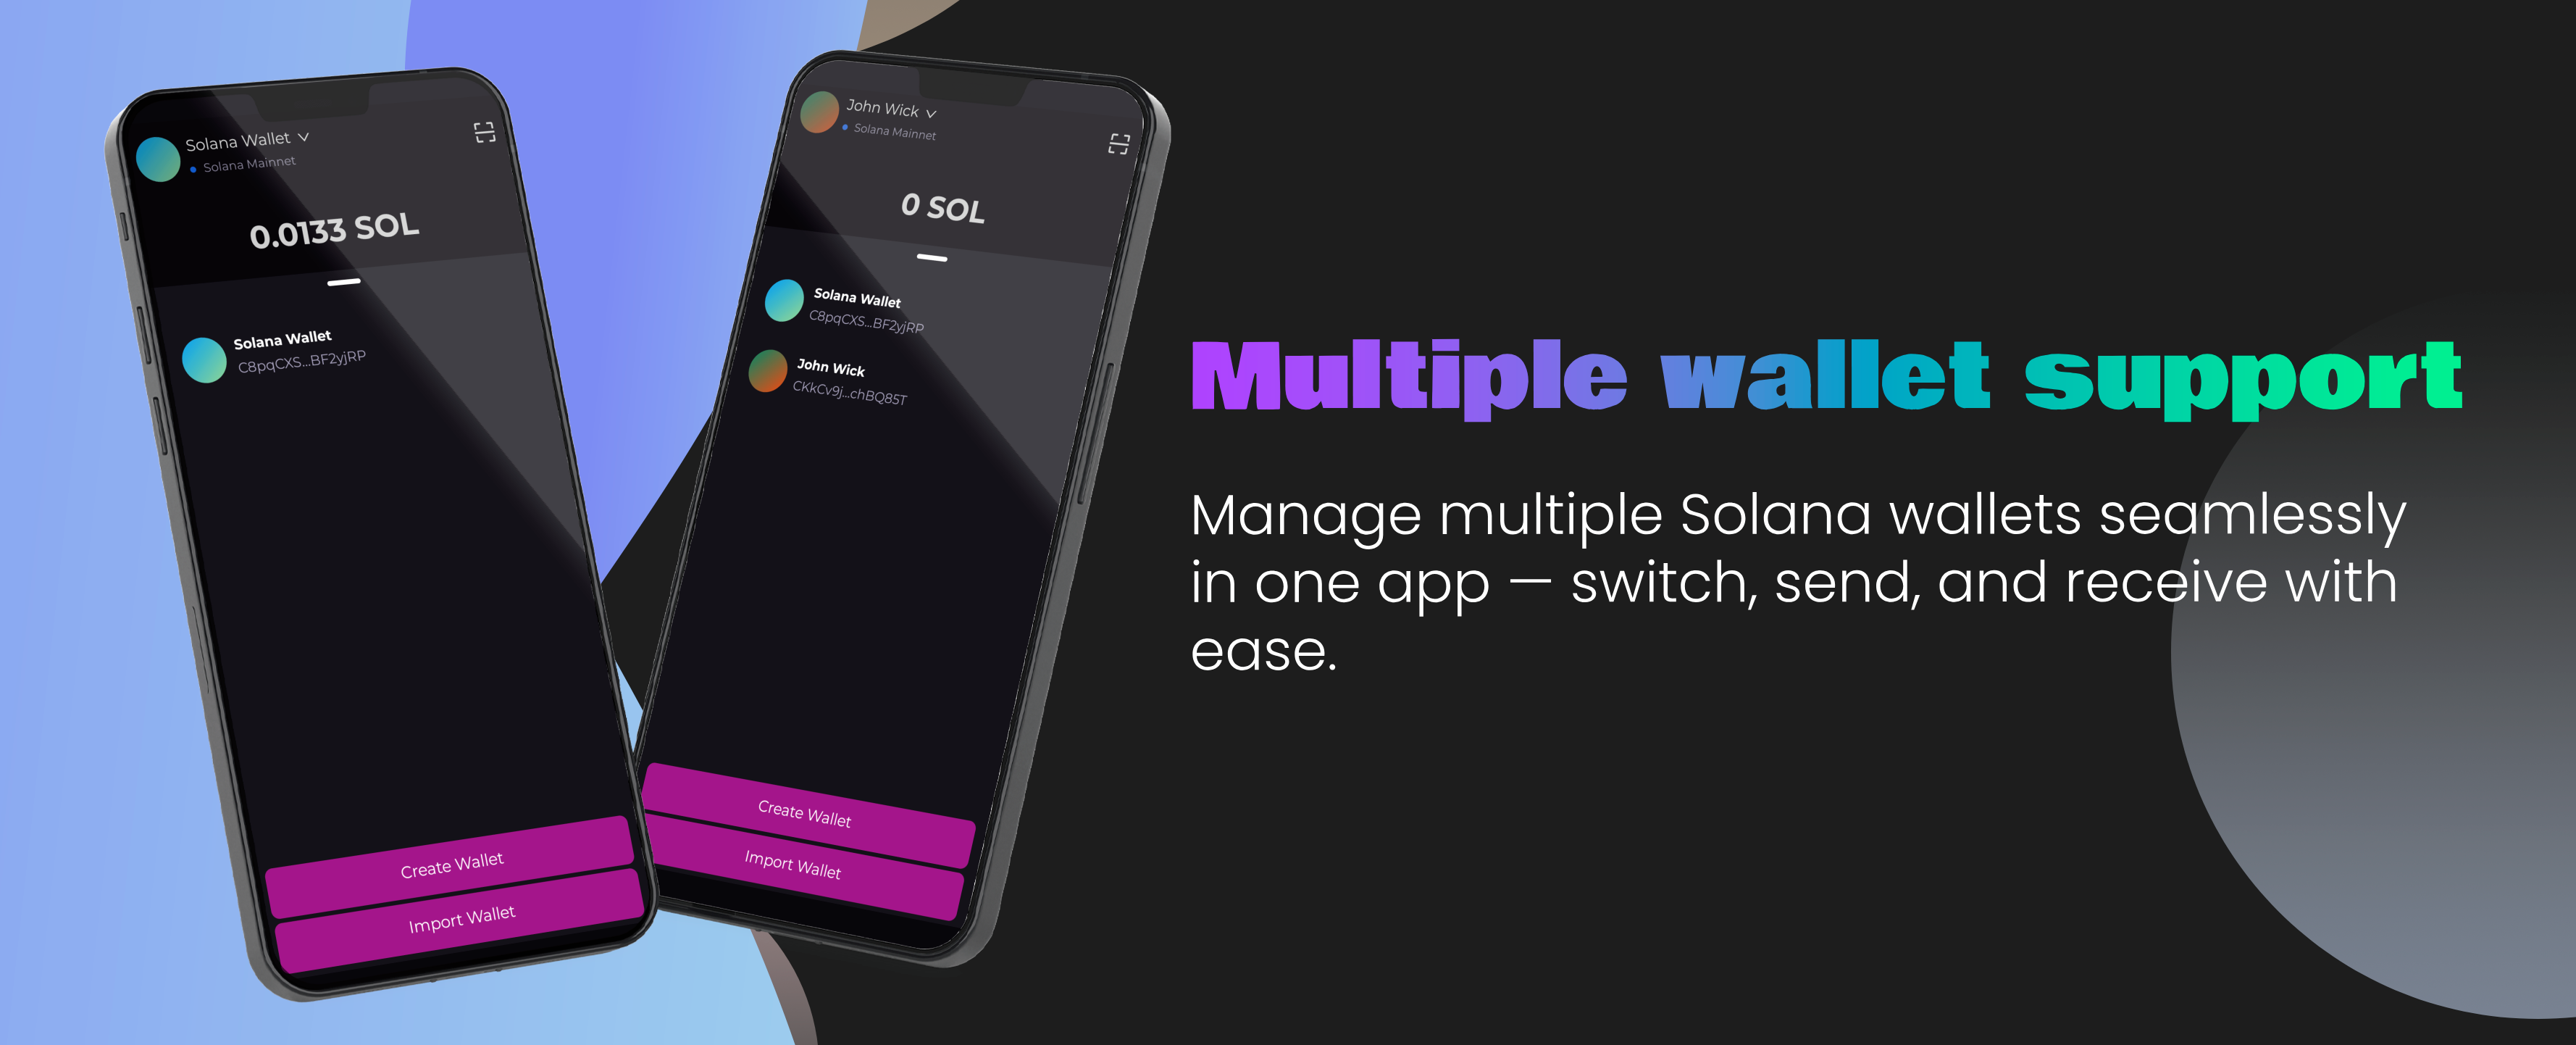 Solana Wallet
Solana Mainnet
0.0133 SOL
Solana Wallet
C8pqCXS...BF2yjRP
Create Wallet
Import Wallet
John Wick
Solana Mainnet
0 SOL
Solana Wallet
C8pqCXS...BF2yjRP
John Wick
CKkCv9j...chBQ85T
Create Wallet
Import Wallet
Multiple wallet support
Manage multiple Solana wallets seamlessly
in one app — switch, send, and receive with
ease.